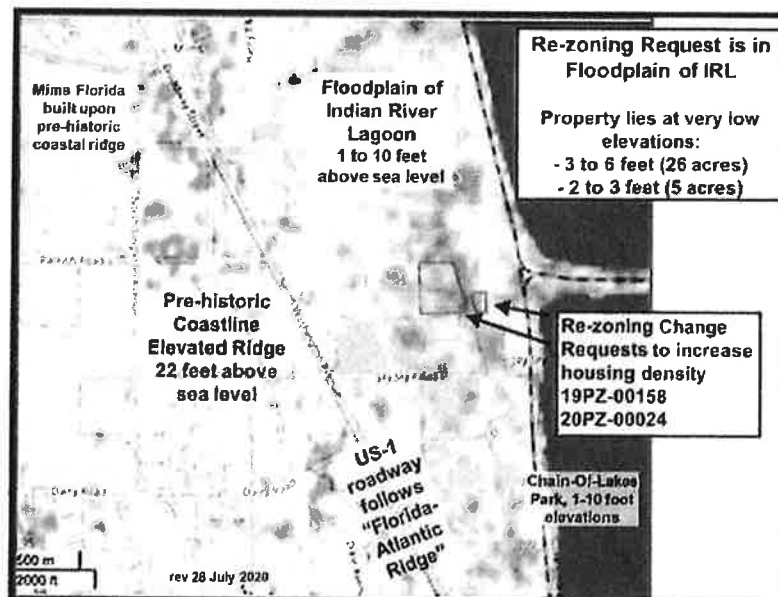 Re-zoning Request is in
Floodplain of IRL
Property lies at very low
elevations:
- 3 to 6 feet (26 acres)
- 2 to 3 feet (5 acres)
Mims Florida
built upon
pre-historic
coastal ridge
Floodplain of
Indian River
Lagoon
1 to 10 feet
above sea level
Pre-historic
Coastline
Elevated Ridge
22 feet above
sea level
Re-zoning Change
Requests to increase
housing density
19PZ-00158
20PZ-00024
US-1
roadway
follows
"Florida-
Atlantic
Ridge"
Chain-Of-Lakes
Park, 1-10 foot
elevations
500 m
2000 ft
rev 28 July 2020